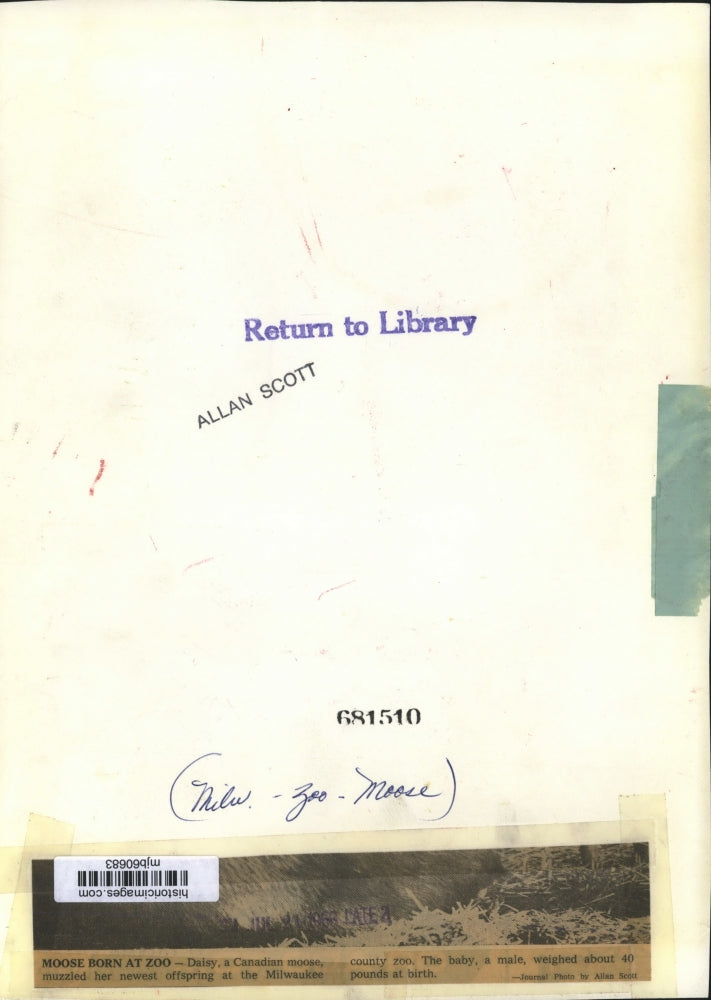 Return to Library
ALLAN SCOTT
681510
(Milw. - Zoo - Moose)
mjb60683
historicimages.com
1968 LATE
MOOSE BORN AT ZOO — Daisy, a Canadian moose,
muzzled her newest offspring at the Milwaukee
county zoo. The baby, a male, weighed about 40
pounds at birth.
—Journal Photo by Allan Scott